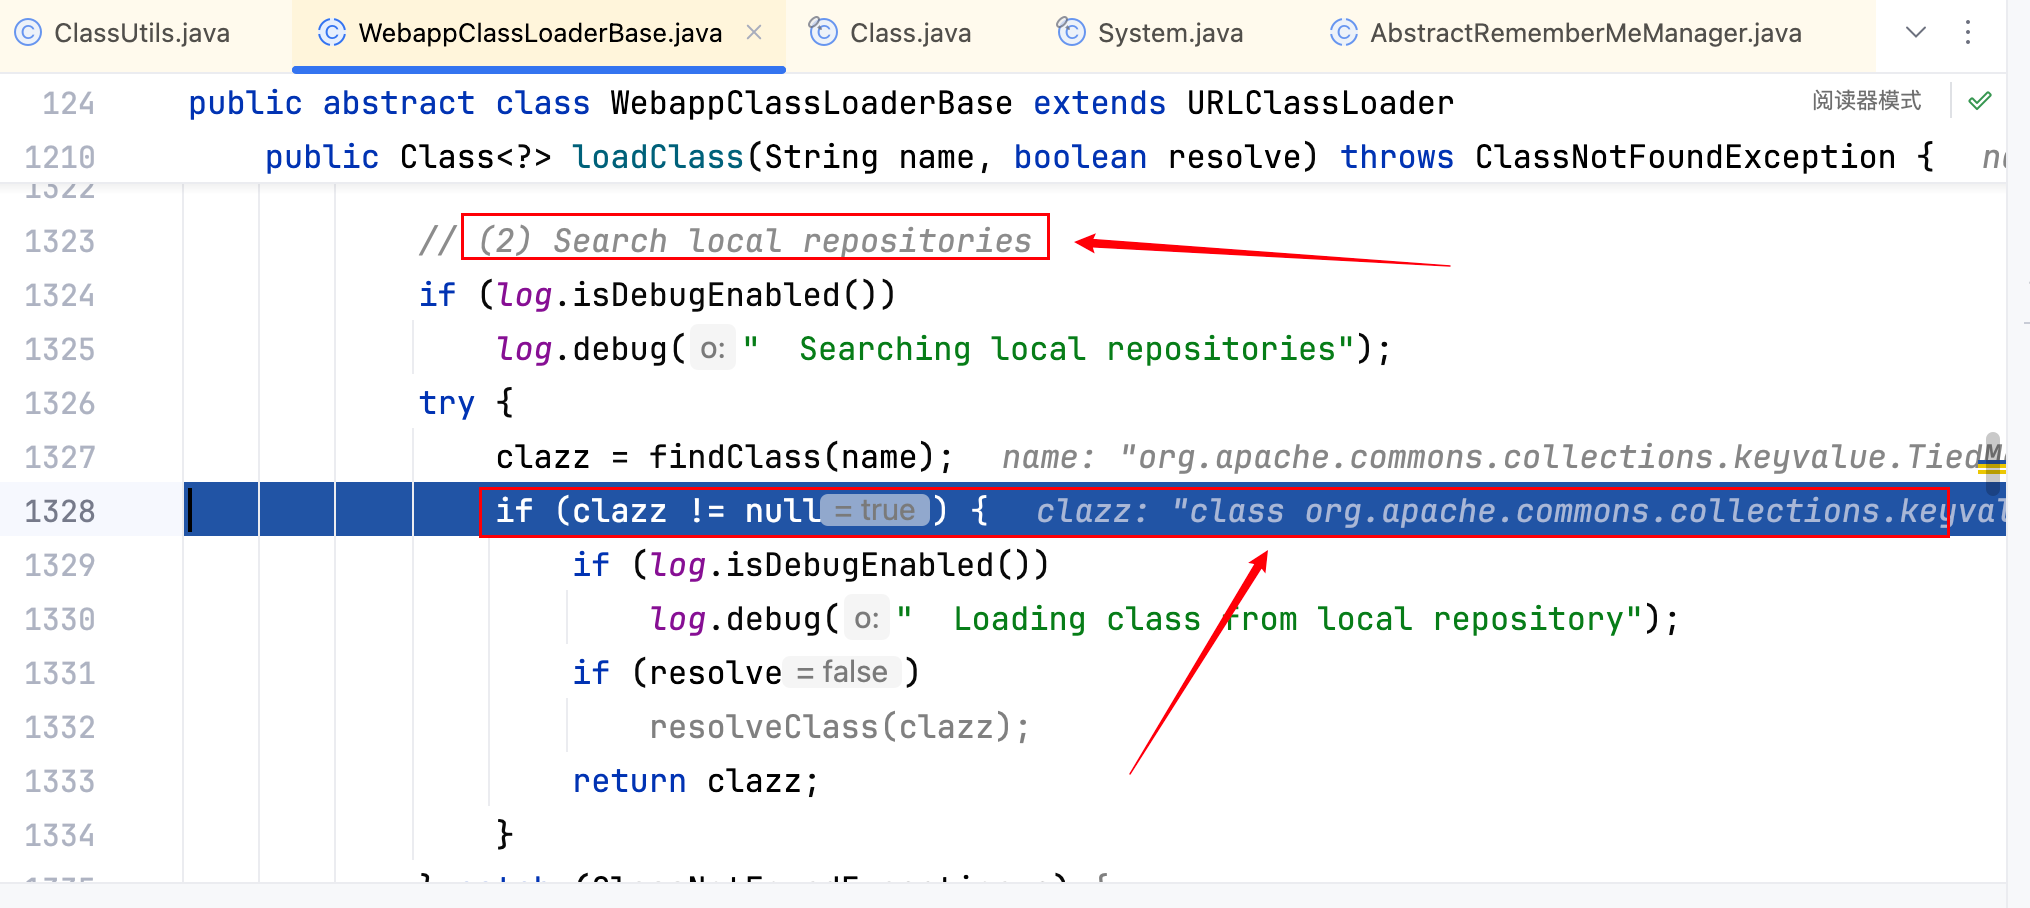 ClassUtils.java WebappClassLoaderBase.java Class.java System.java AbstractRememberMeManager.java
124 public abstract class WebappClassLoaderBase extends URLClassLoader 阅读器模式
1210 public Class<?> loadClass(String name, boolean resolve) throws ClassNotFoundException {
1322
1323 // (2) Search local repositories
1324 if (log.isDebugEnabled())
1325 log.debug( o: "  Searching local repositories");
1326 try {
1327 clazz = findClass(name); name: "org.apache.commons.collections.keyvalue.TiedM
1328 if (clazz != null = true ) { clazz: "class org.apache.commons.collections.keyval
1329 if (log.isDebugEnabled())
1330 log.debug( o: "  Loading class from local repository");
1331 if (resolve = false )
1332 resolveClass(clazz);
1333 return clazz;
1334 }